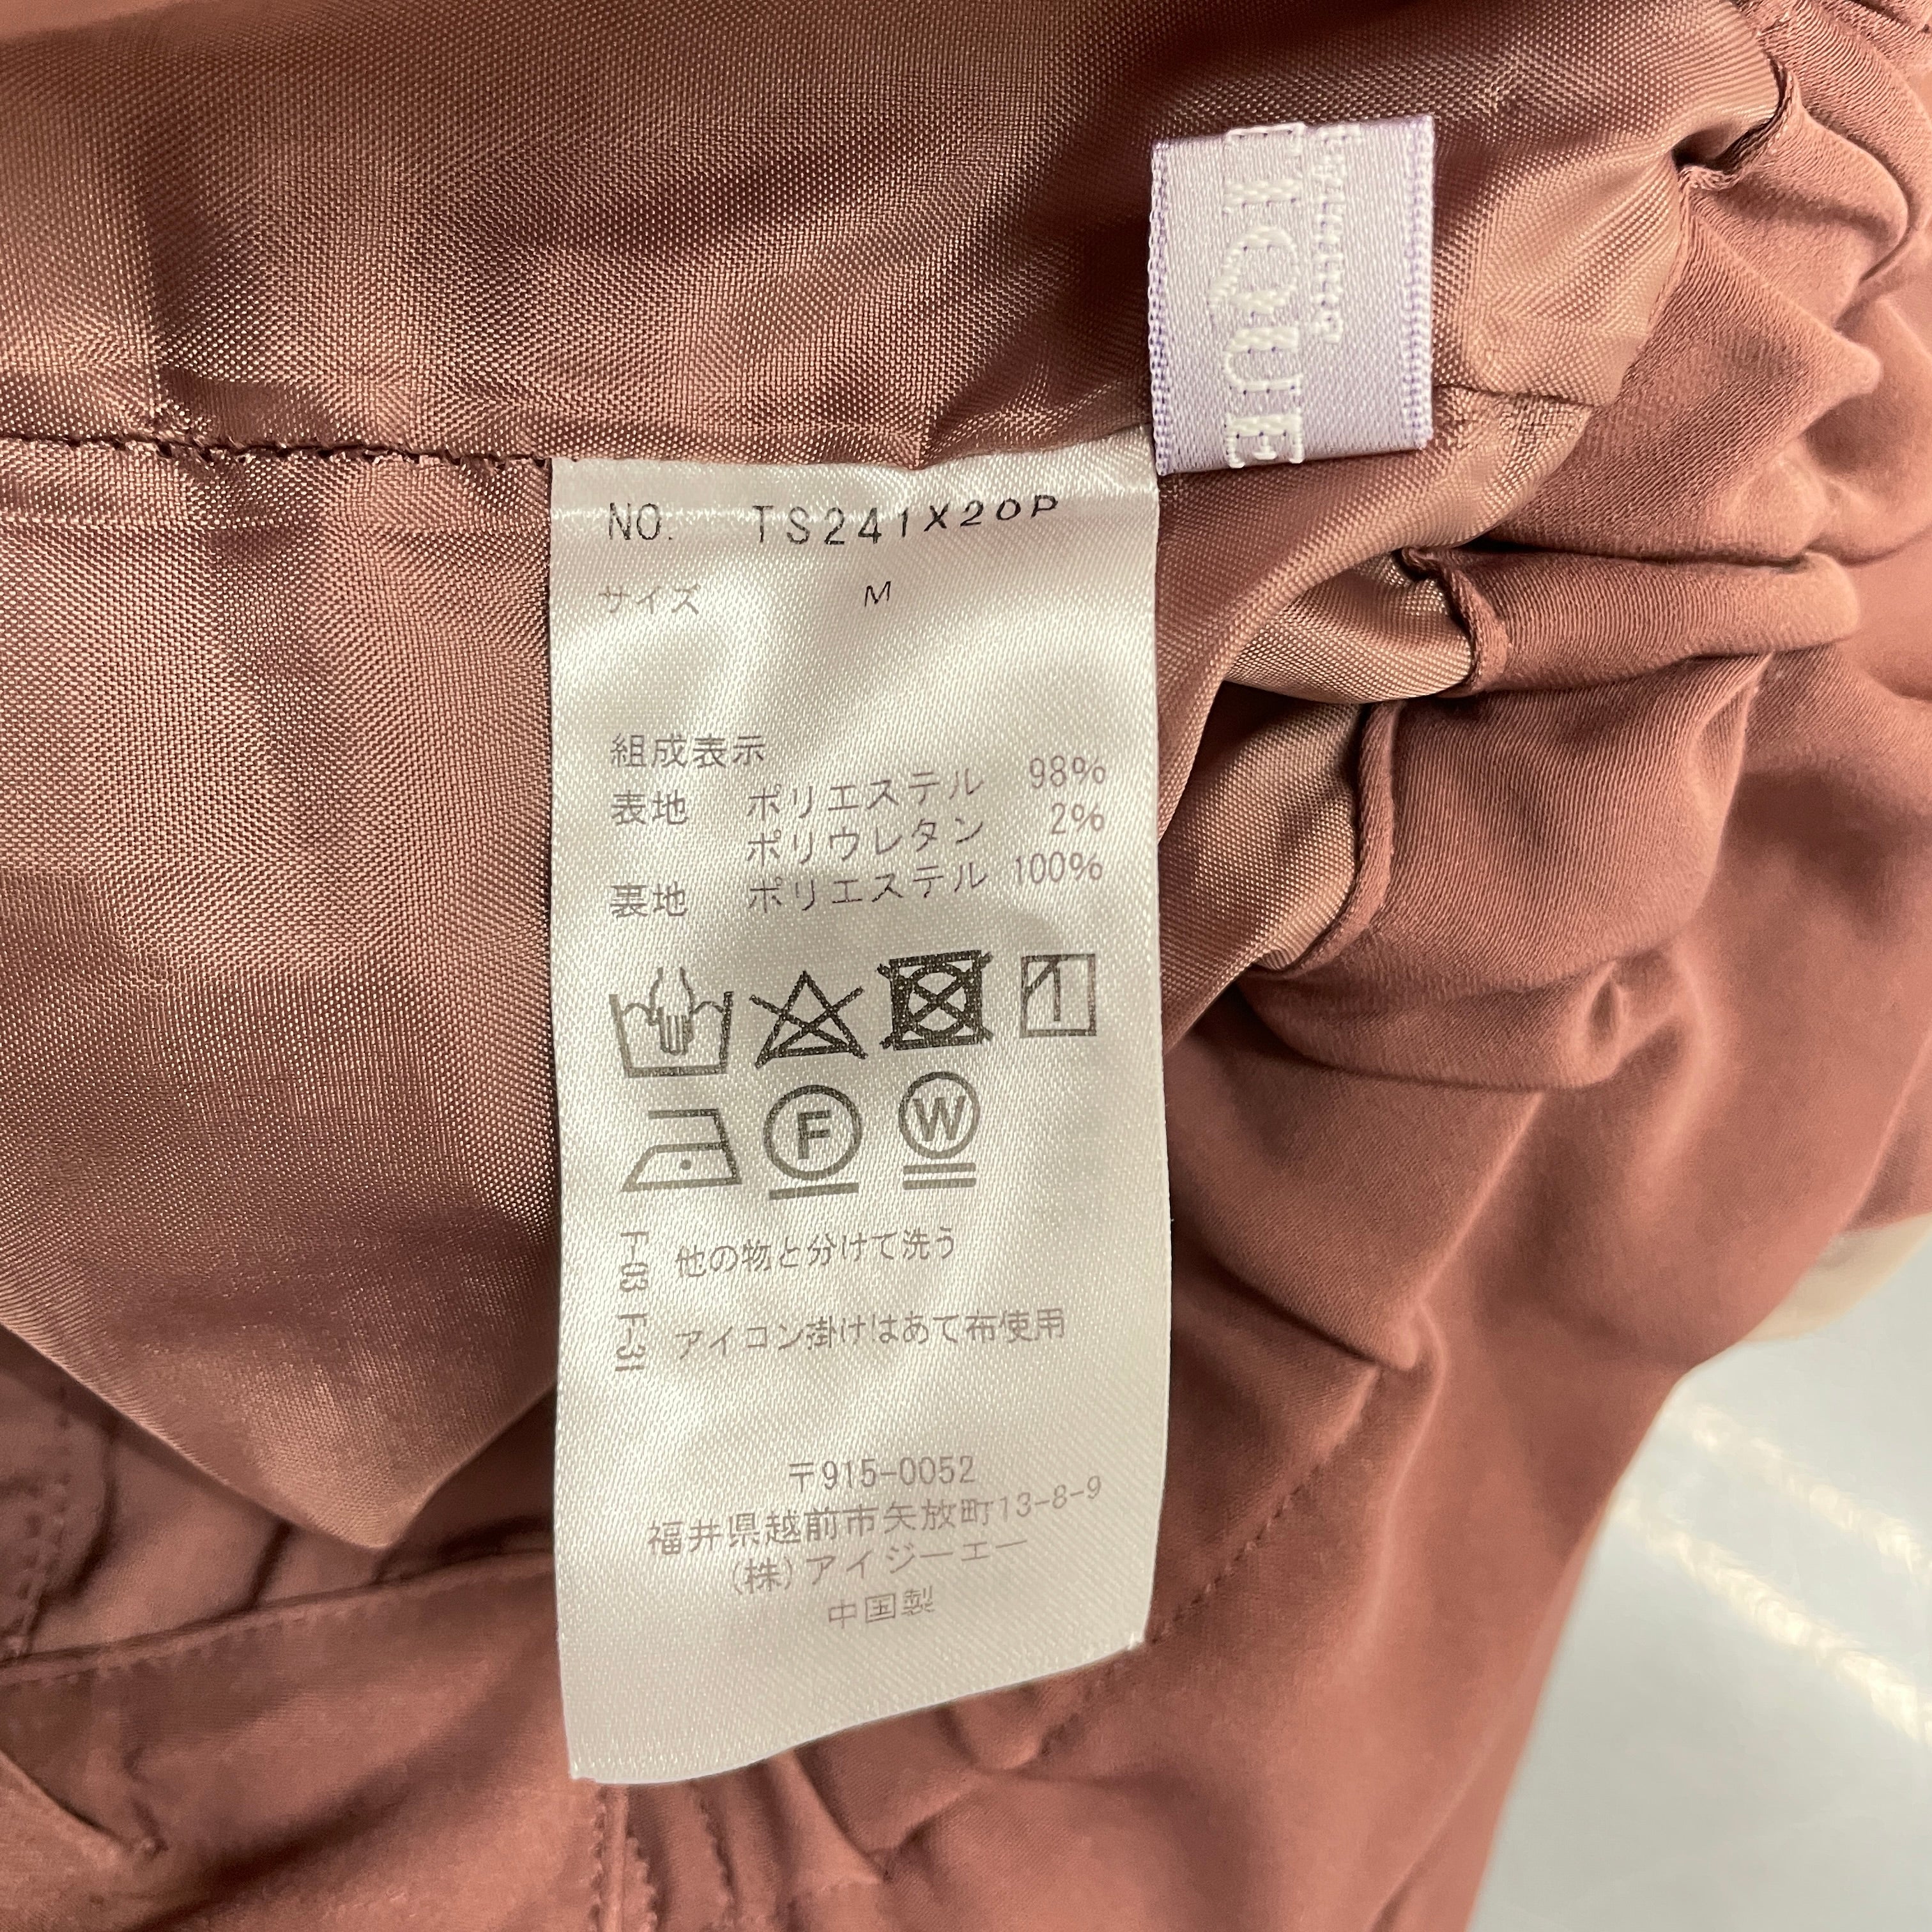 NO. TS241X20P
サイズ M
組成表示
表地 ポリエステル 98%
ポリウレタン 2%
裏地 ポリエステル 100%
F
W
F-03 他の物と分けて洗う
F-31 アイコン掛けはあて布使用
〒915-0052
福井県越前市矢放町13-8-9
(株)アイジーエー
中国製